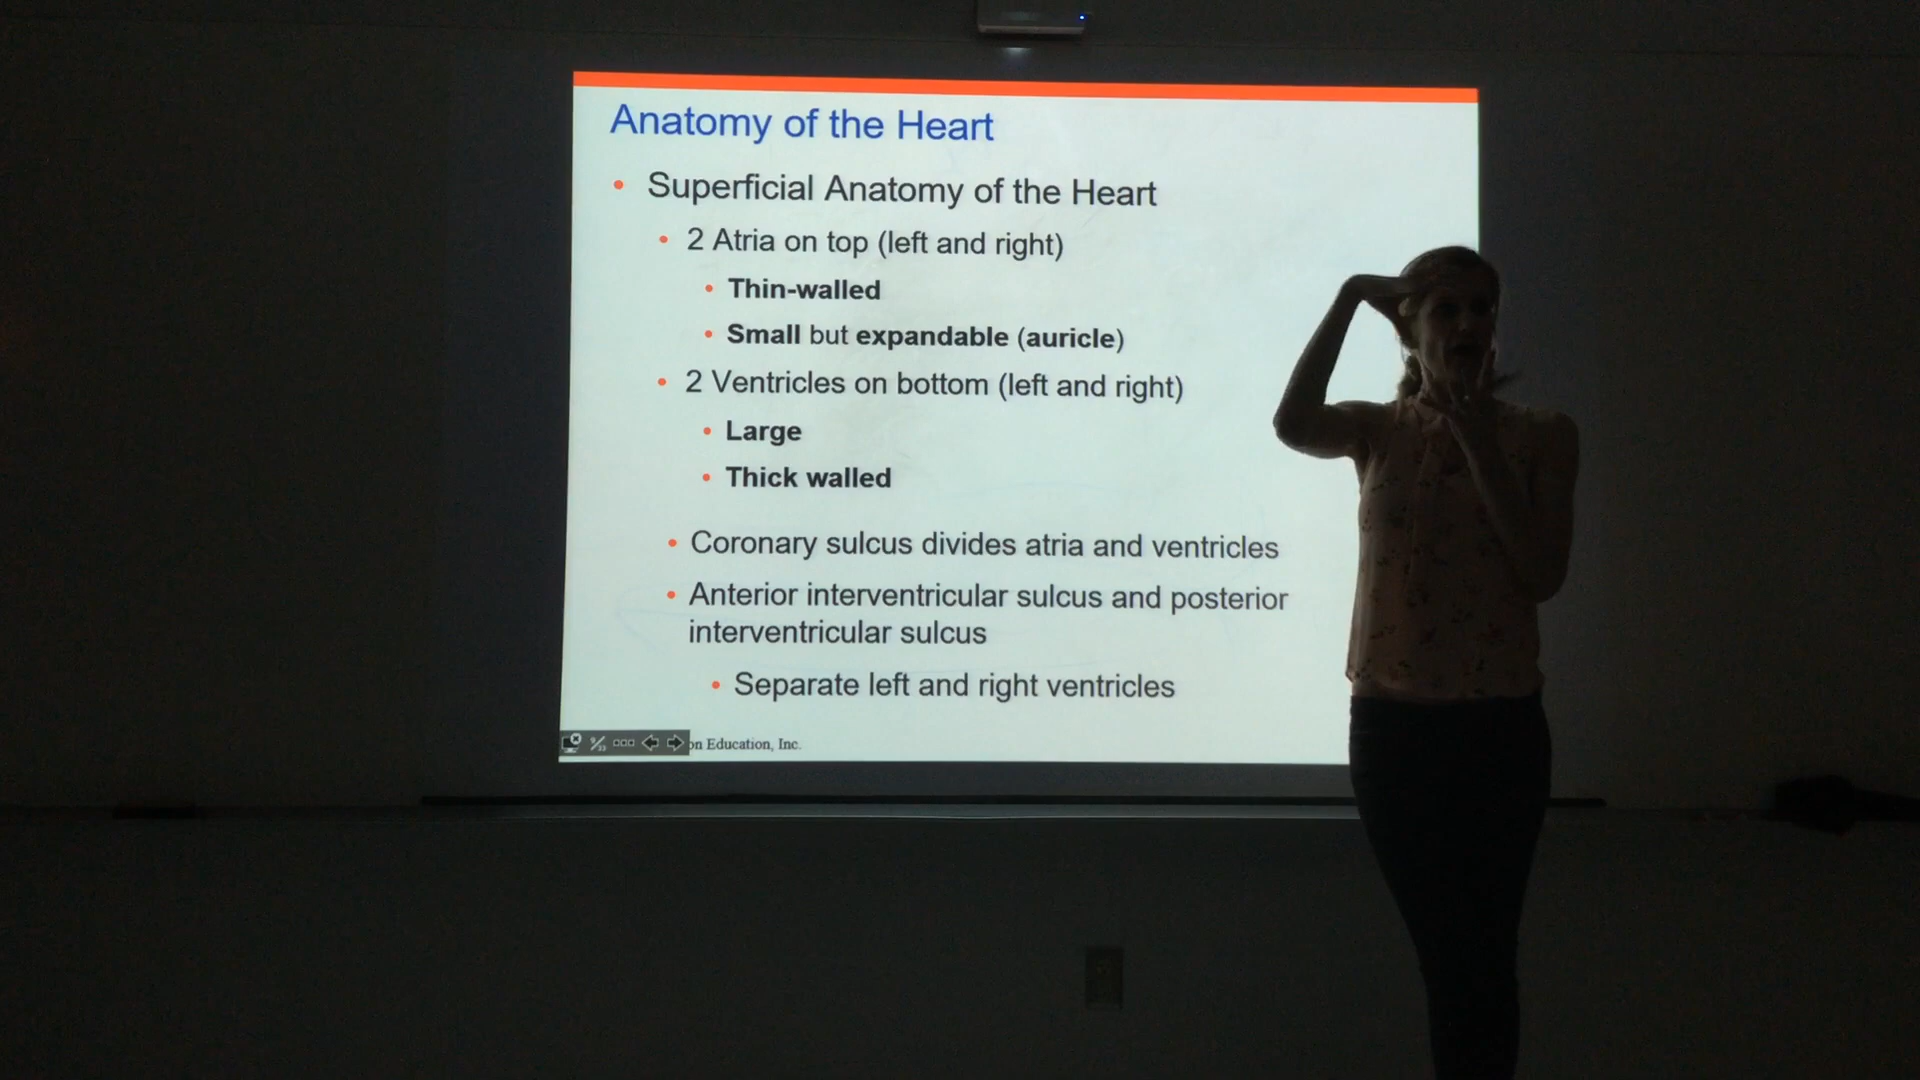 Anatomy of the Heart
• Superficial Anatomy of the Heart
• 2 Atria on top (left and right)
• Thin-walled
• Small but expandable (auricle)
• 2 Ventricles on bottom (left and right)
• Large
• Thick walled
• Coronary sulcus divides atria and ventricles
• Anterior interventricular sulcus and posterior
interventricular sulcus
• Separate left and right ventricles
on Education, Inc.